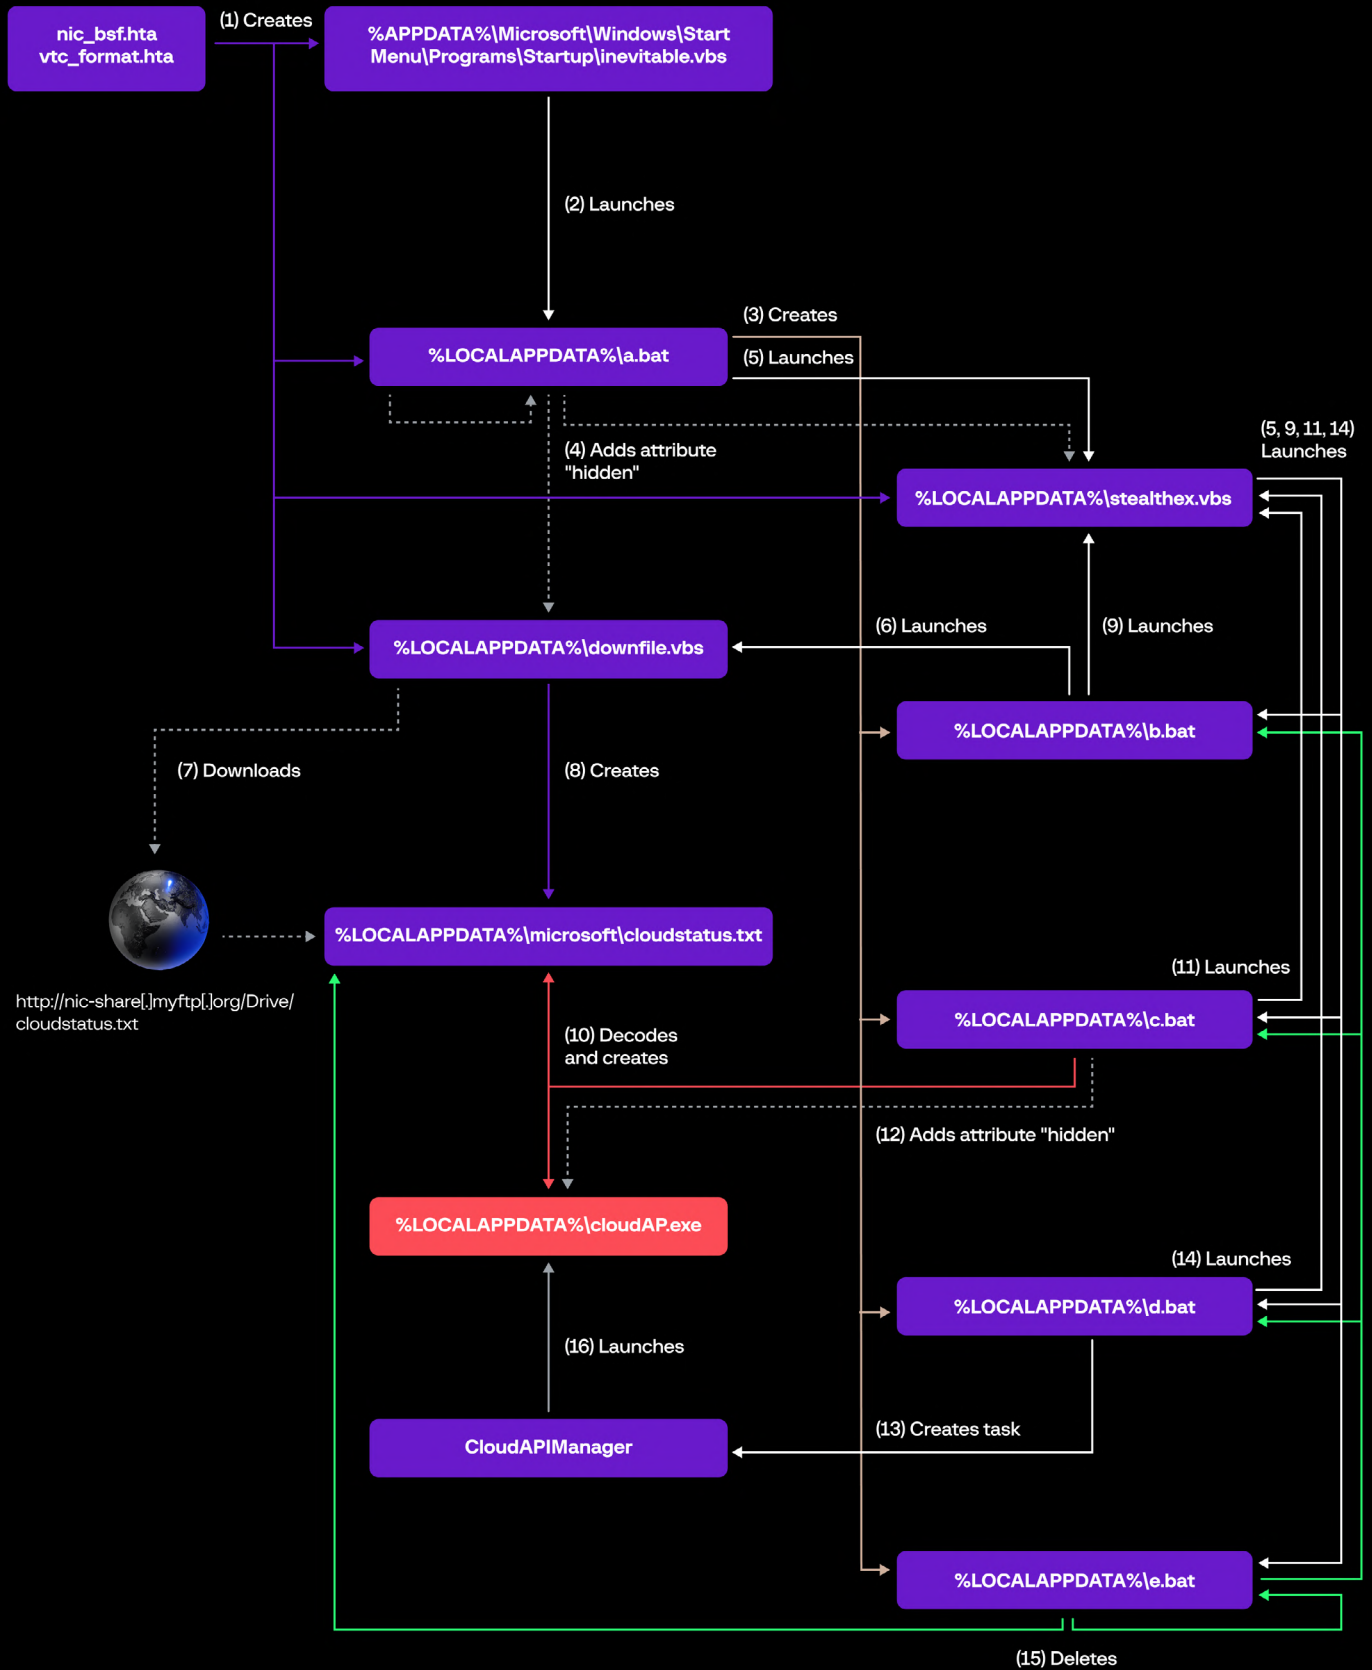 nic_bsf.hta
vtc_format.hta
(1) Creates
%APPDATA%\Microsoft\Windows\Start
Menu\Programs\Startup\inevitable.vbs
(2) Launches
(3) Creates
%LOCALAPPDATA%\a.bat
(5) Launches
(4) Adds attribute
"hidden"
(5, 9, 11, 14)
Launches
%LOCALAPPDATA%\stealthex.vbs
(6) Launches
(9) Launches
%LOCALAPPDATA%\downfile.vbs
%LOCALAPPDATA%\b.bat
(7) Downloads
(8) Creates
%LOCALAPPDATA%\microsoft\cloudstatus.txt
http://nic-share[.]myftp[.]org/Drive/
cloudstatus.txt
(11) Launches
%LOCALAPPDATA%\c.bat
(10) Decodes
and creates
(12) Adds attribute "hidden"
%LOCALAPPDATA%\cloudAP.exe
(14) Launches
%LOCALAPPDATA%\d.bat
(16) Launches
(13) Creates task
CloudAPIManager
%LOCALAPPDATA%\e.bat
(15) Deletes